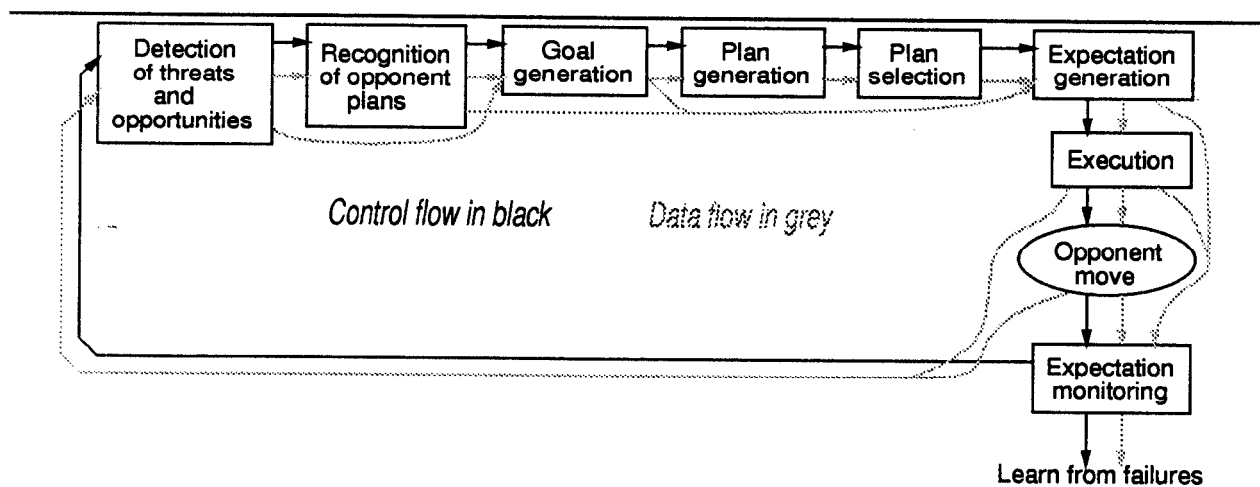 Detection
of threats
and
opportunities
Recognition
of opponent
plans
Goal
generation
Plan
generation
Plan
selection
Expectation
generation
Execution
Control flow in black
Data flow in grey
Opponent
move
Expectation
monitoring
Learn from failures